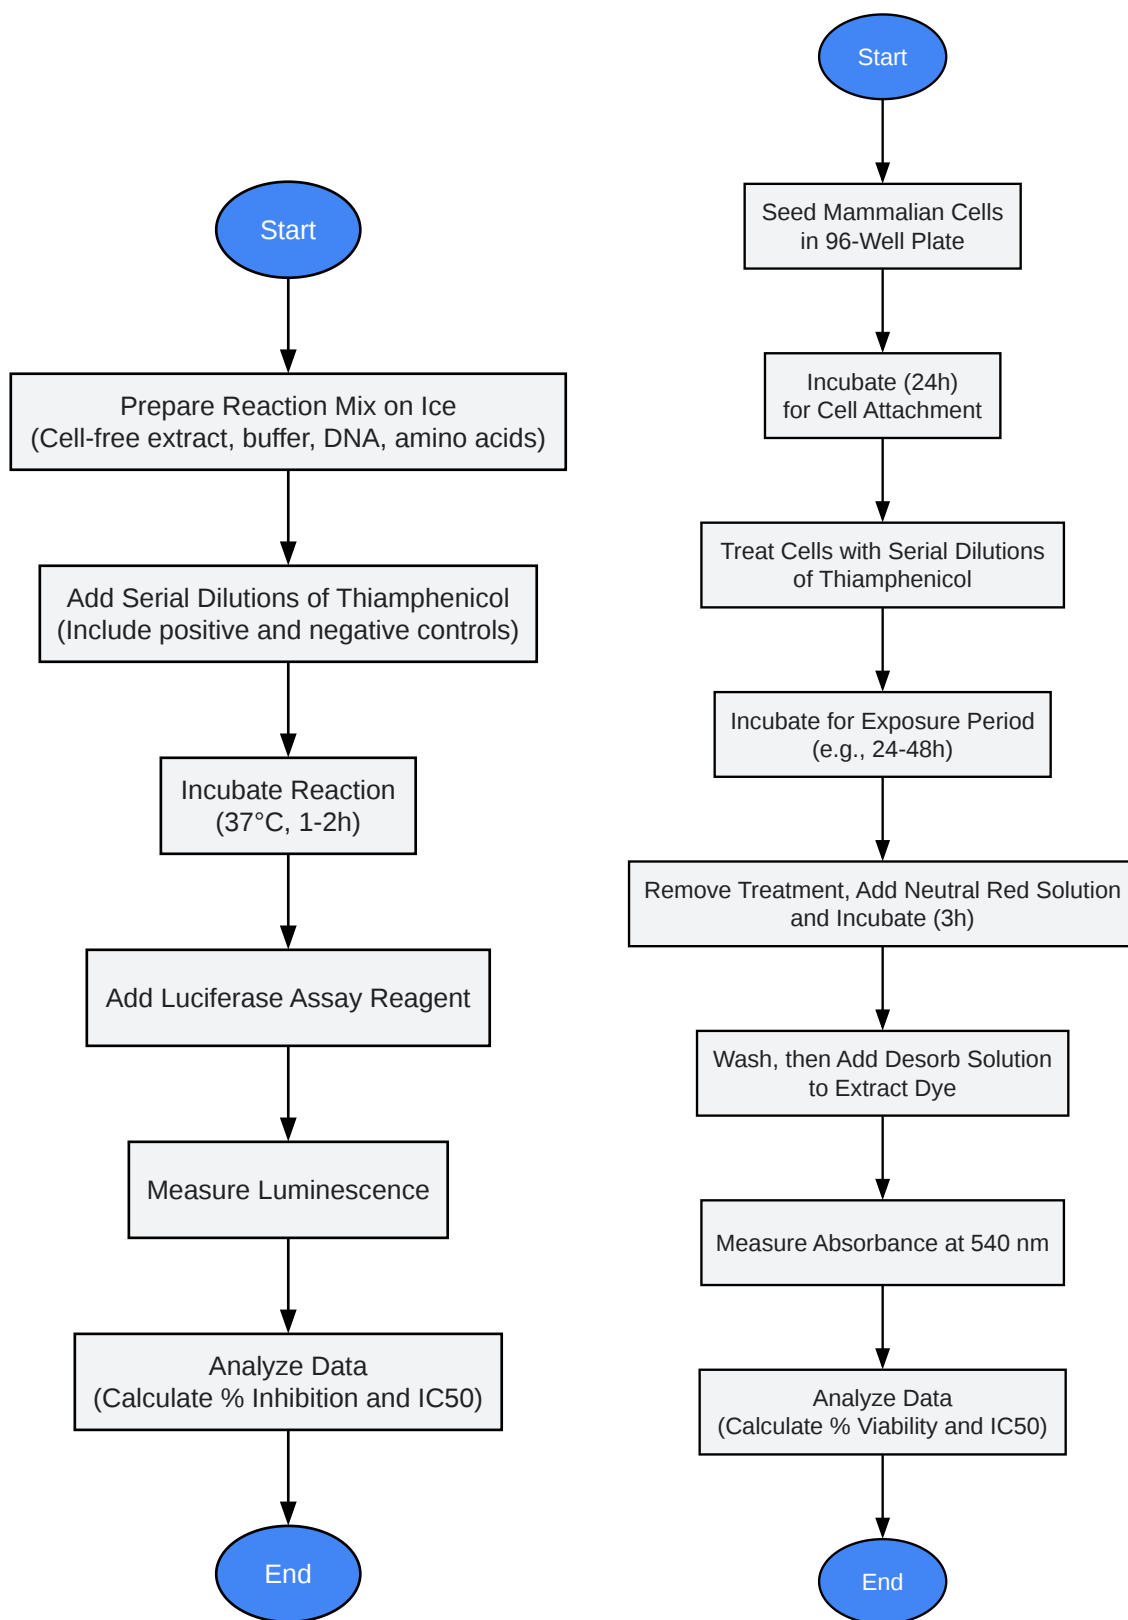 Start
Prepare Reaction Mix on Ice
(Cell-free extract, buffer, DNA, amino acids)
Add Serial Dilutions of Thiamphenicol
(Include positive and negative controls)
Incubate Reaction
(37°C, 1-2h)
Add Luciferase Assay Reagent
Measure Luminescence
Analyze Data
(Calculate % Inhibition and IC50)
End
Start
Seed Mammalian Cells
in 96-Well Plate
Incubate (24h)
for Cell Attachment
Treat Cells with Serial Dilutions
of Thiamphenicol
Incubate for Exposure Period
(e.g., 24-48h)
Remove Treatment, Add Neutral Red Solution
and Incubate (3h)
Wash, then Add Desorb Solution
to Extract Dye
Measure Absorbance at 540 nm
Analyze Data
(Calculate % Viability and IC50)
End